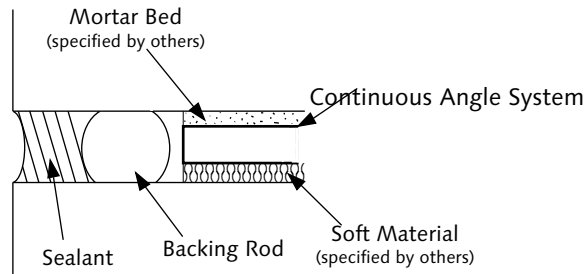 Mortar Bed
(specified by others)
Continuous Angle System
Soft Material
(specified by others)
Backing Rod
Sealant